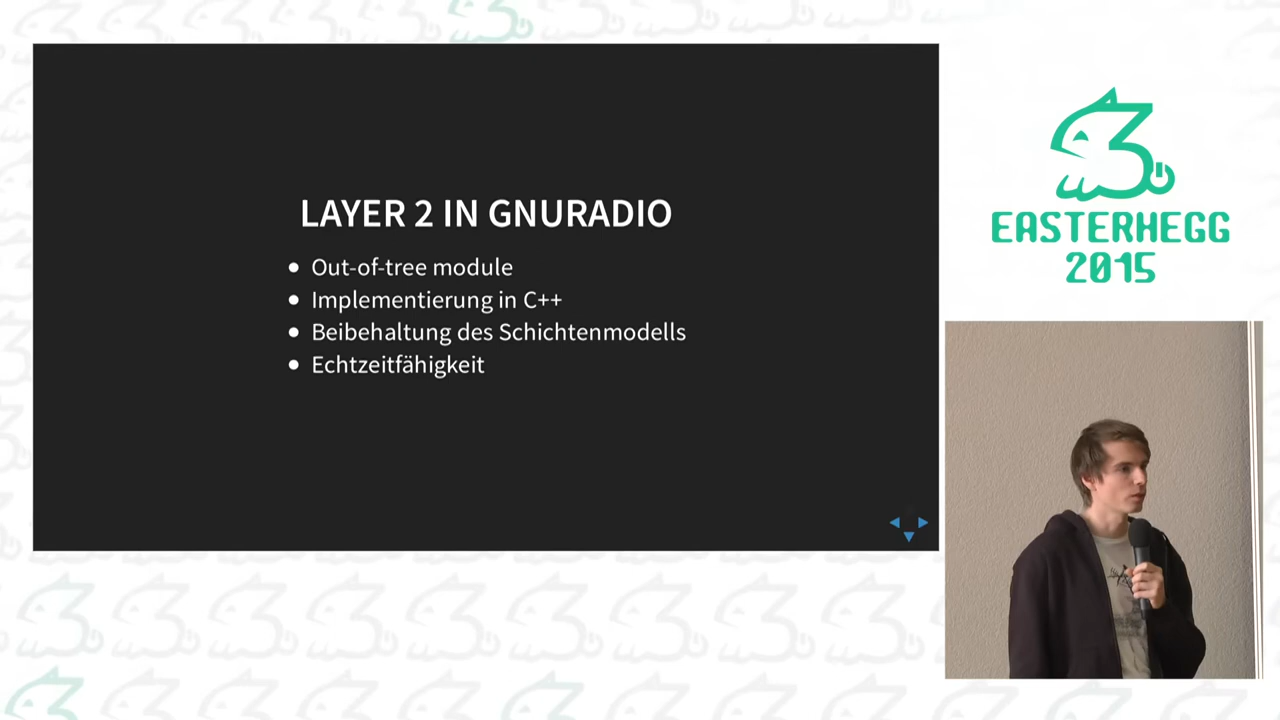 LAYER 2 IN GNURADIO
Out-of-tree module
Implementierung in C++
Beibehaltung des Schichtenmodells
Echtzeitfähigkeit
EASTERHEGG
2015